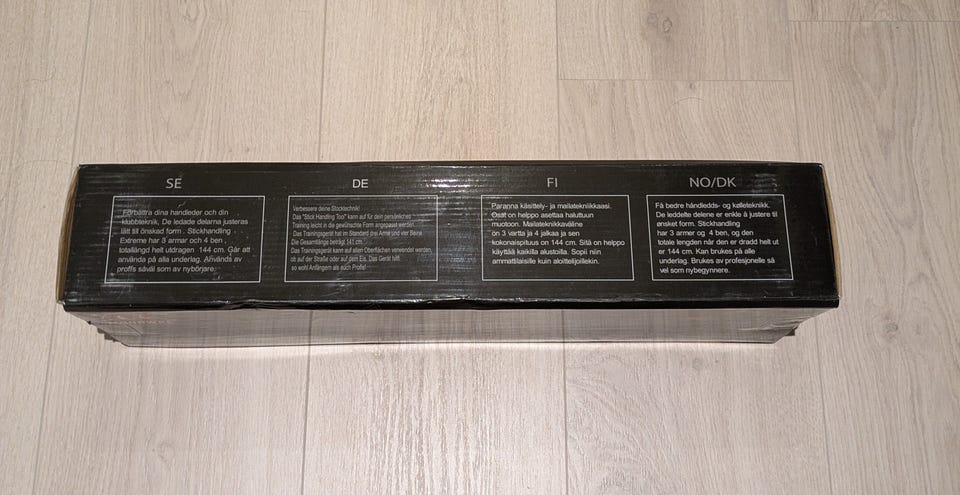 SE
Förbättra dina handleder och din
klubbteknik. De ledade delarna justeras
lätt till önskad form . Stickhandling
Extreme har 3 armar och 4 ben
totallängd helt utdragen 144 cm. Går att
använda på alla underlag. Används av
proffs såväl som av nybörjare.
DE
Verbessere deine Stocktechnik!
Das "Stick Handling Tool" kann auf für dein persönliches
Training leicht in die gewünschte Form angepasst werden.
Das Trainingsgerät hat im Standard drei Arme und vier Beine.
Die Gesamtlänge beträgt 141 cm.
Das Trainingsgerät kann auf allen Oberflächen verwendet werden,
ob auf der Straße oder auf dem Eis. Das Gerät hilft
so wohl Anfängern als auch Profis!
FI
Paranna käsittely- ja mailatekniikkaasi.
Osat on helppo asettaa haluttuun
muotoon. Mailatekniikkaväline
on 3 vartta ja 4 jalkaa ja sen
kokonaispituus on 144 cm. Sitä on helppo
käyttää kaikilla alustoilla. Sopii niin
ammattilaisille kuin aloittelijoillekin.
NO/DK
Få bedre håndledds- og kølleteknikk.
De leddelte delene er enkle å justere til
ønsket form. Stickhandling
har 3 armer og 4 ben, og den
totale lengden når den er dradd helt ut
er 144 cm. Kan brukes på alle
underlag. Brukes av profesjonelle så
vel som nybegynnere.